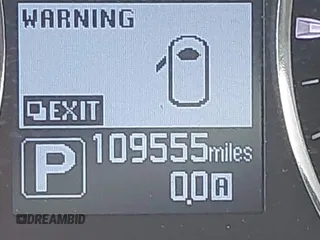 WARNING
EXIT
109555miles
P
0.0A
DREAMBID